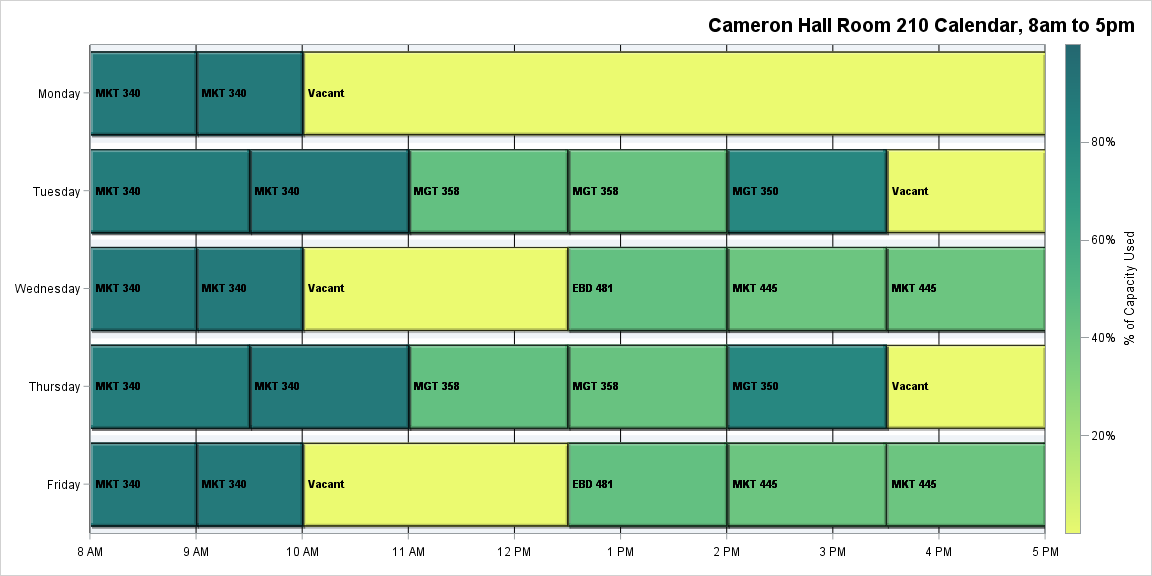 Cameron Hall Room 210 Calendar, 8am to 5pm
Monday
MKT 340
MKT 340
Vacant
Tuesday
MKT 340
MKT 340
MGT 358
MGT 358
MGT 350
Vacant
Wednesday
MKT 340
MKT 340
Vacant
EBD 481
MKT 445
MKT 445
Thursday
MKT 340
MKT 340
MGT 358
MGT 358
MGT 350
Vacant
Friday
MKT 340
MKT 340
Vacant
EBD 481
MKT 445
MKT 445
8 AM
9 AM
10 AM
11 AM
12 PM
1 PM
2 PM
3 PM
4 PM
5 PM
80%
60%
40%
20%
% of Capacity Used